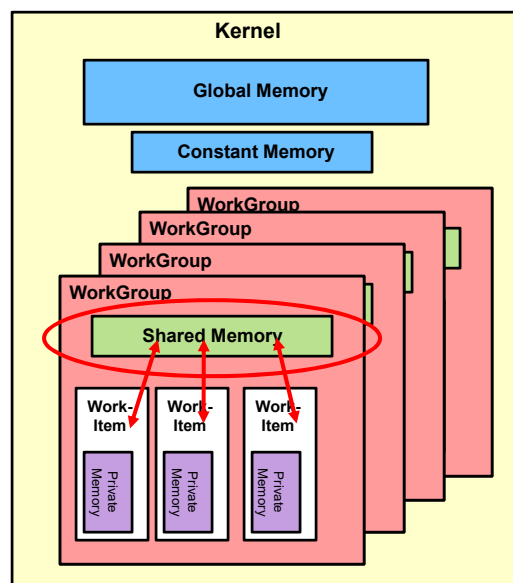 Kernel
Global Memory
Constant Memory
WorkGroup
WorkGroup
WorkGroup
WorkGroup
Shared Memory
Work-
Item
Work-
Item
Work-
Item
Private
Memory
Private
Memory
Private
Memory